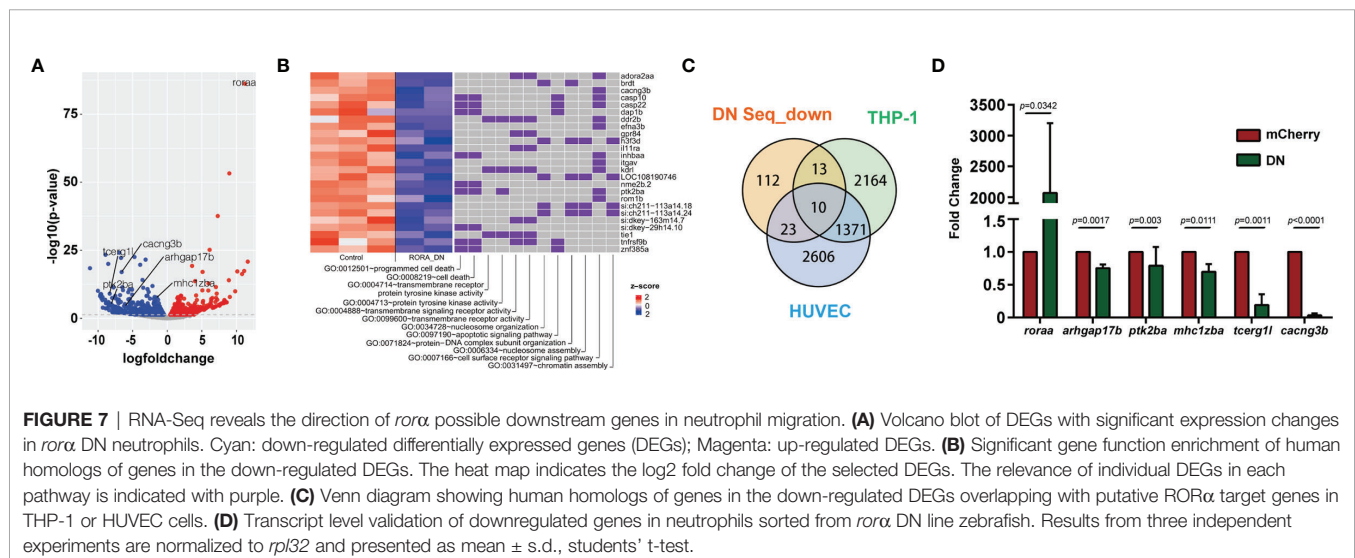 A
-log10(p-value)
75
50
25
0
roraa
tcerg1l
cacng3b
arhgap17b
ptk2ba
mhc1zba
-10
-5
0
5
10
logfoldchange
B
adora2aa
brdt
cacng3b
casp10
casp22
dap1b
ddr2b
efna3b
gpr84
h3f3d
il11ra
inhbaa
itgav
kdrl
LOC108190746
nme2b.2
ptk2ba
rom1b
si:ch211-113a14.18
si:ch211-113a14.24
si:dkey-163m14.7
si:dkey-29h14.10
tie1
tnfrsf9b
znf385a
Control
RORA_DN
GO:0012501~programmed cell death
GO:0008219~cell death
GO:0004714~transmembrane receptor
protein tyrosine kinase activity
GO:0004713~protein tyrosine kinase activity
GO:0004888~transmembrane signaling receptor activity
GO:0099600~transmembrane receptor activity
GO:0034728~nucleosome organization
GO:0097190~apoptotic signaling pathway
GO:0071824~protein-DNA complex subunit organization
GO:0006334~nucleosome assembly
GO:0007166~cell surface receptor signaling pathway
GO:0031497~chromatin assembly
z-score
2
0
2
C
DN Seq_down
THP-1
112
13
2164
10
23
1371
2606
HUVEC
D
Fold Change
3500
3000
2500
2000
1.5
1.0
0.5
0.0
p=0.0342
p=0.0017
p=0.003
p=0.0111
p=0.0011
p<0.0001
mCherry
DN
roraa
arhgap17b
ptk2ba
mhc1zba
tcerg1l
cacng3b
FIGURE 7 | RNA-Seq reveals the direction of rorα possible downstream genes in neutrophil migration. (A) Volcano blot of DEGs with significant expression changes
in rorα DN neutrophils. Cyan: down-regulated differentially expressed genes (DEGs); Magenta: up-regulated DEGs. (B) Significant gene function enrichment of human
homologs of genes in the down-regulated DEGs. The heat map indicates the log2 fold change of the selected DEGs. The relevance of individual DEGs in each
pathway is indicated with purple. (C) Venn diagram showing human homologs of genes in the down-regulated DEGs overlapping with putative RORα target genes in
THP-1 or HUVEC cells. (D) Transcript level validation of downregulated genes in neutrophils sorted from rorα DN line zebrafish. Results from three independent
experiments are normalized to rpl32 and presented as mean ± s.d., students' t-test.